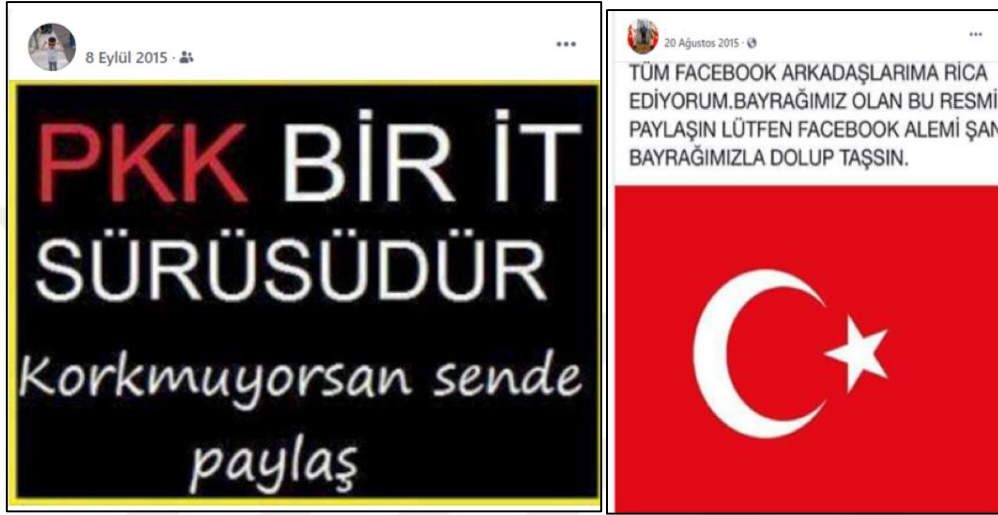 8 Eylül 2015
PKK BİR İT
SÜRÜSÜDÜR
Korkmuyorsan sende
paylaş
20 Ağustos 2015
TÜM FACEBOOK ARKADAŞLARIMA RİCA
EDİYORUM.BAYRAĞIMIZ OLAN BU RESMİ
PAYLAŞIN LÜTFEN FACEBOOK ALEMİ ŞAN
BAYRAĞIMIZLA DOLUP TAŞSIN.